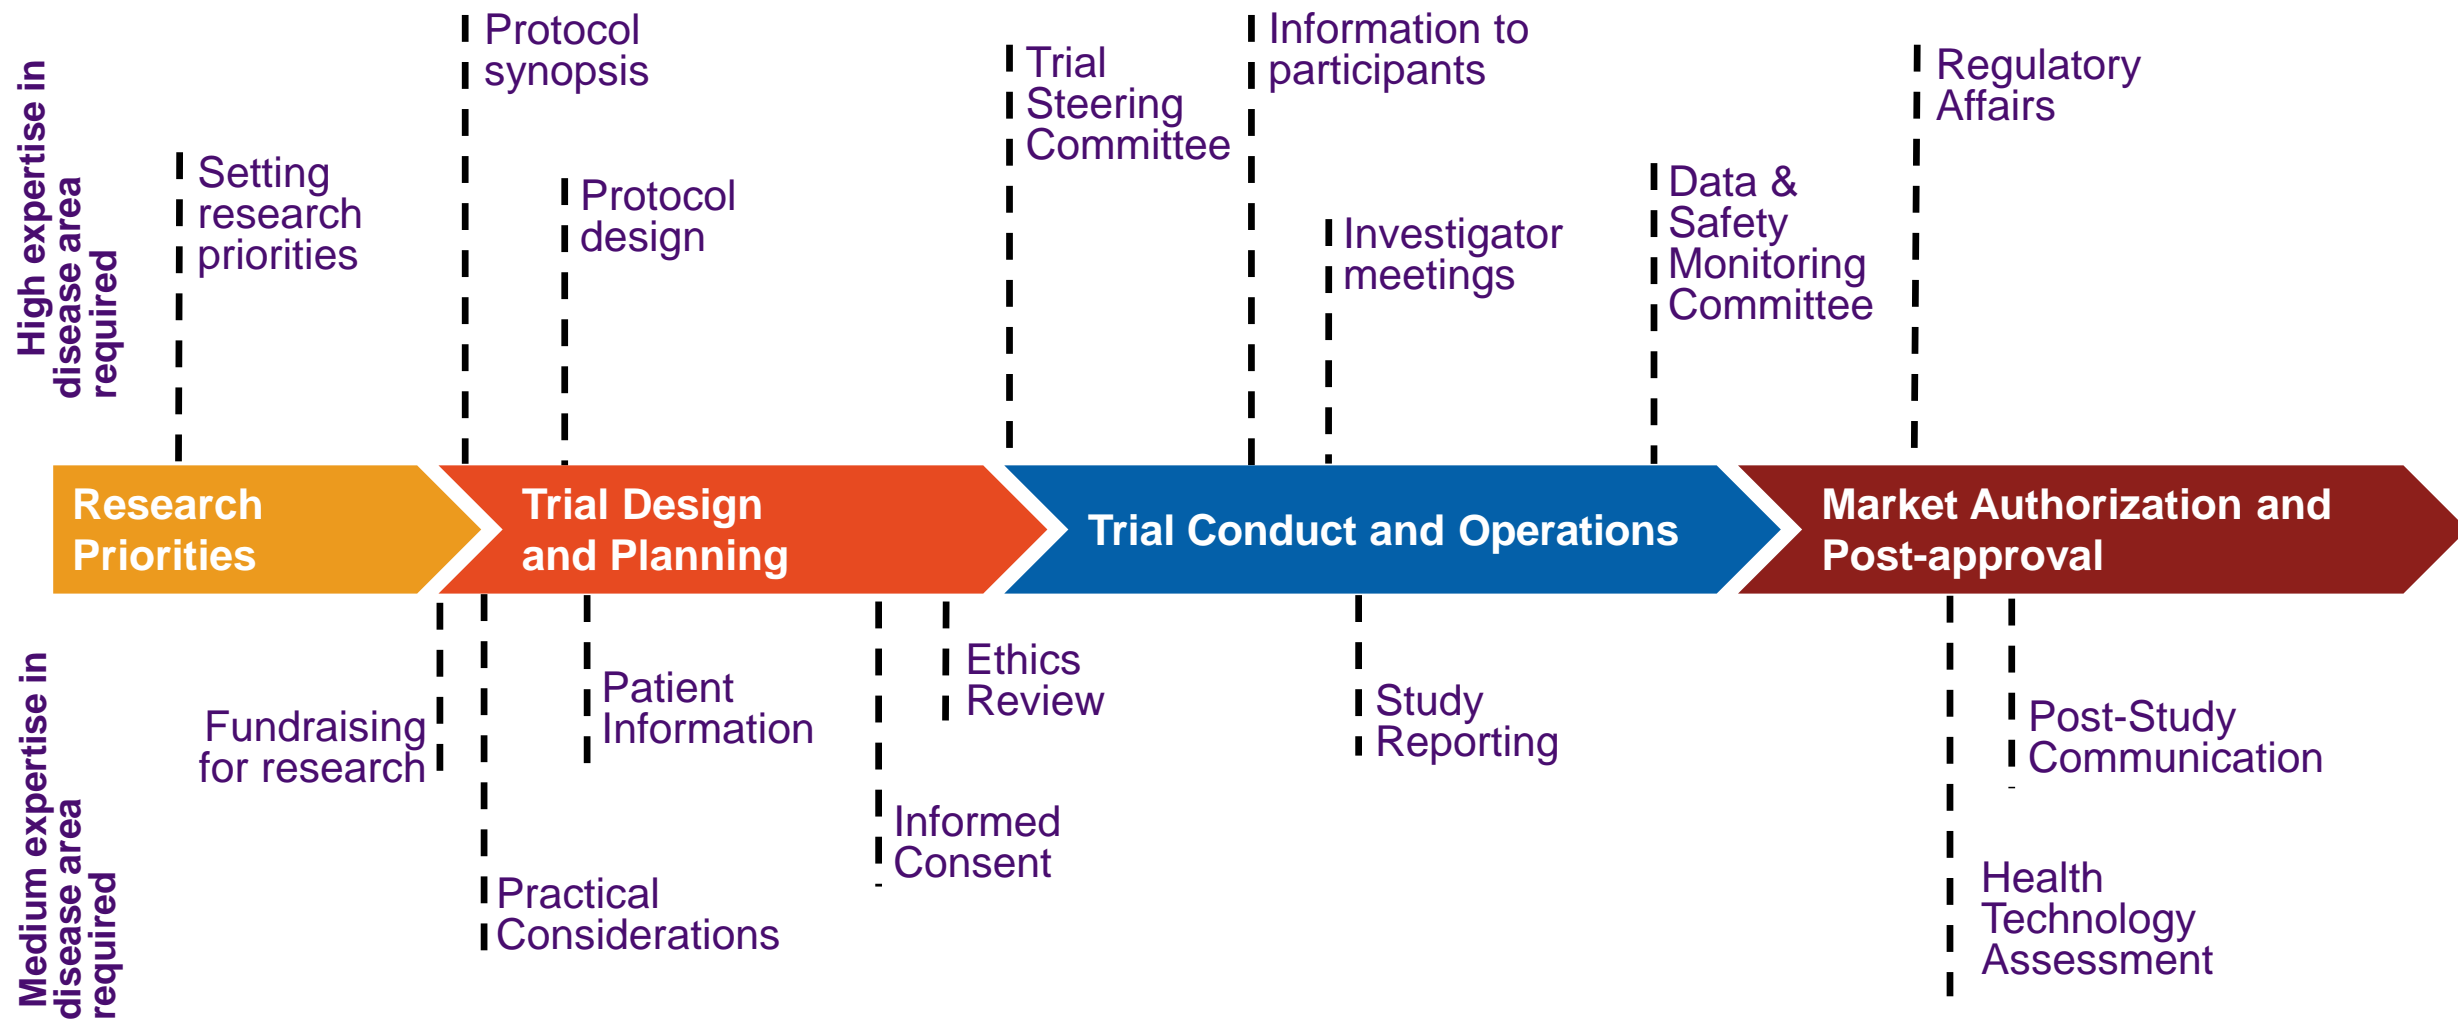 High expertise in
disease area
required
Setting
research
priorities
Protocol
synopsis
Protocol
design
Trial
Steering
Committee
Information to
participants
Investigator
meetings
Data &
Safety
Monitoring
Committee
Regulatory
Affairs
Research
Priorities
Trial Design
and Planning
Trial Conduct and Operations
Market Authorization and
Post-approval
Medium expertise in
disease area
required
Fundraising
for research
Practical
Considerations
Patient
Information
Informed
Consent
Ethics
Review
Study
Reporting
Health
Technology
Assessment
Post-Study
Communication